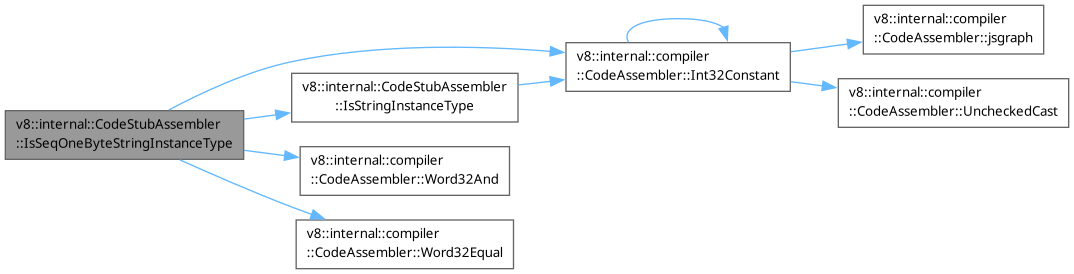 v8::internal::CodeStubAssembler
::IsSeqOneByteStringInstanceType
v8::internal::CodeStubAssembler
::IsStringInstanceType
v8::internal::compiler
::CodeAssembler::Word32And
v8::internal::compiler
::CodeAssembler::Word32Equal
v8::internal::compiler
::CodeAssembler::Int32Constant
v8::internal::compiler
::CodeAssembler::jsgraph
v8::internal::compiler
::CodeAssembler::UncheckedCast